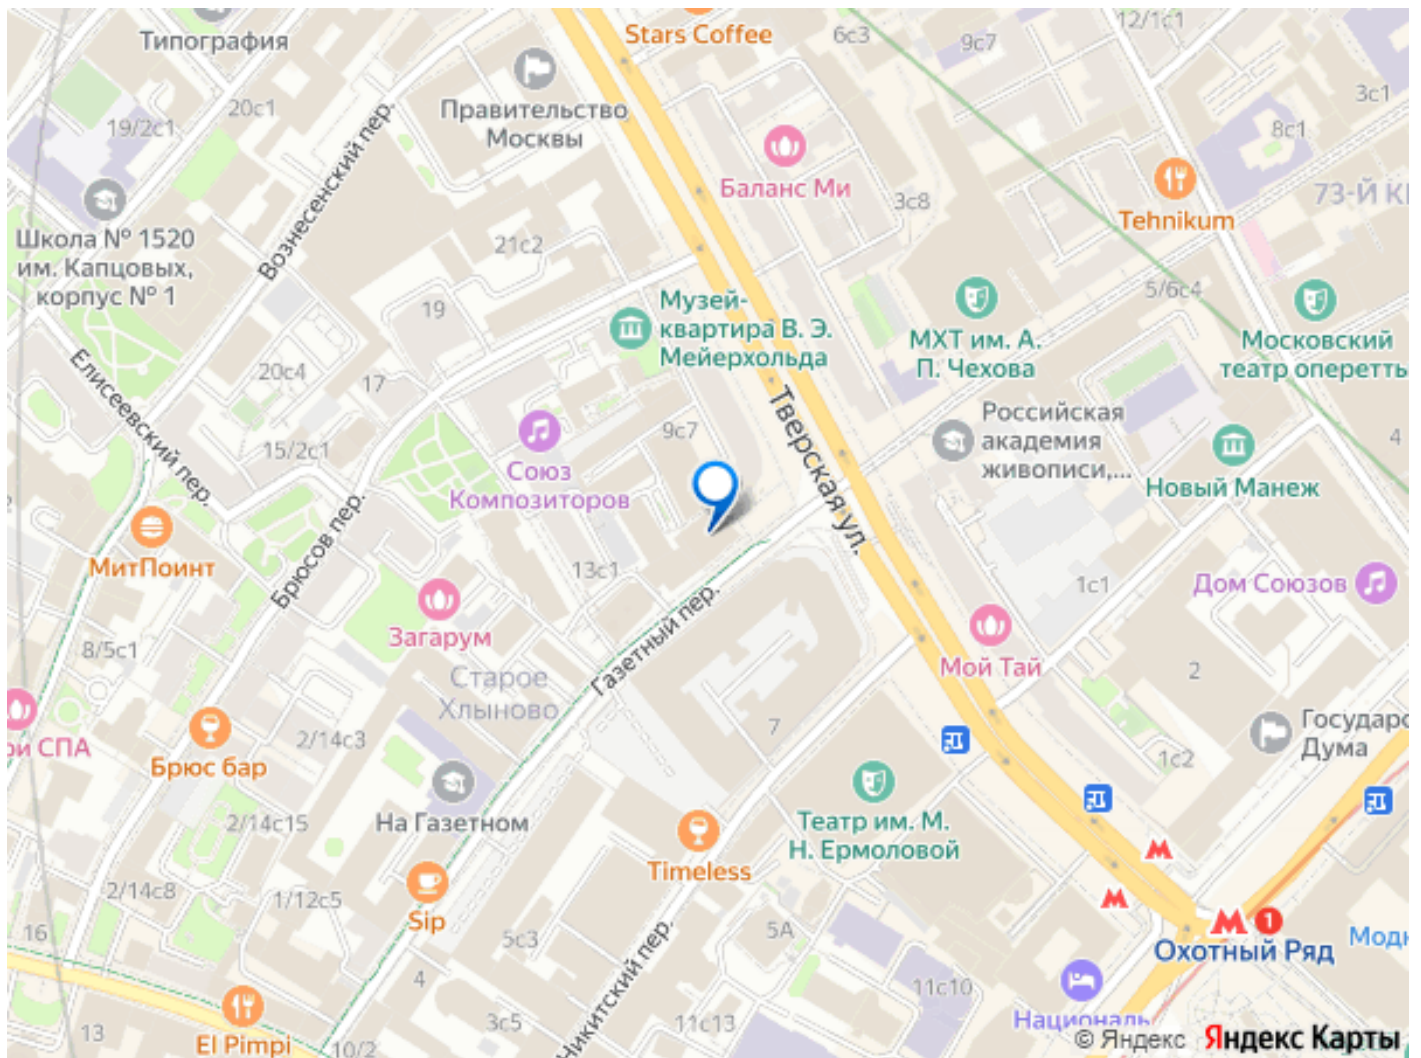 Типография
Stars Coffee
6с3
9с7
12/1с1
Правительство
Москвы
20с1
19/2с1
3с1
8с1
Баланс Ми
Вознесенский пер.
Школа № 1520
им. Капцовых,
корпус № 1
21с2
3с8
Tehnikum
73-Й
19
Музей-
квартира В. Э.
Мейерхольда
5/6с4
МХТ им. А.
П. Чехова
Московский
театр оперетты
20с4
17
Елисеевский пер.
Тверская ул.
15/2с1
9с7
Российская
академия
живописи,...
4
Союз
Композиторов
Новый Манеж
Брюсов пер.
МитПоинт
13с1
1с1
Дом Союзов
Загарум
Газетный пер.
8/5с1
Старое
Хлыново
Мой Тай
2
СПА
2/14с3
7
Брюс бар
1с2
Дума
На Газетном
2/14с15
Театр им. М.
Н. Ермоловой
Timeless
2/14с8
1/12с5
Sip
16
5с3
5А
1
Охотный Ряд
4
Никитский пер.
11с10
El Pimpi
13
10/2
3с5
11с13
Националь
© Яндекс Яндекс Карты